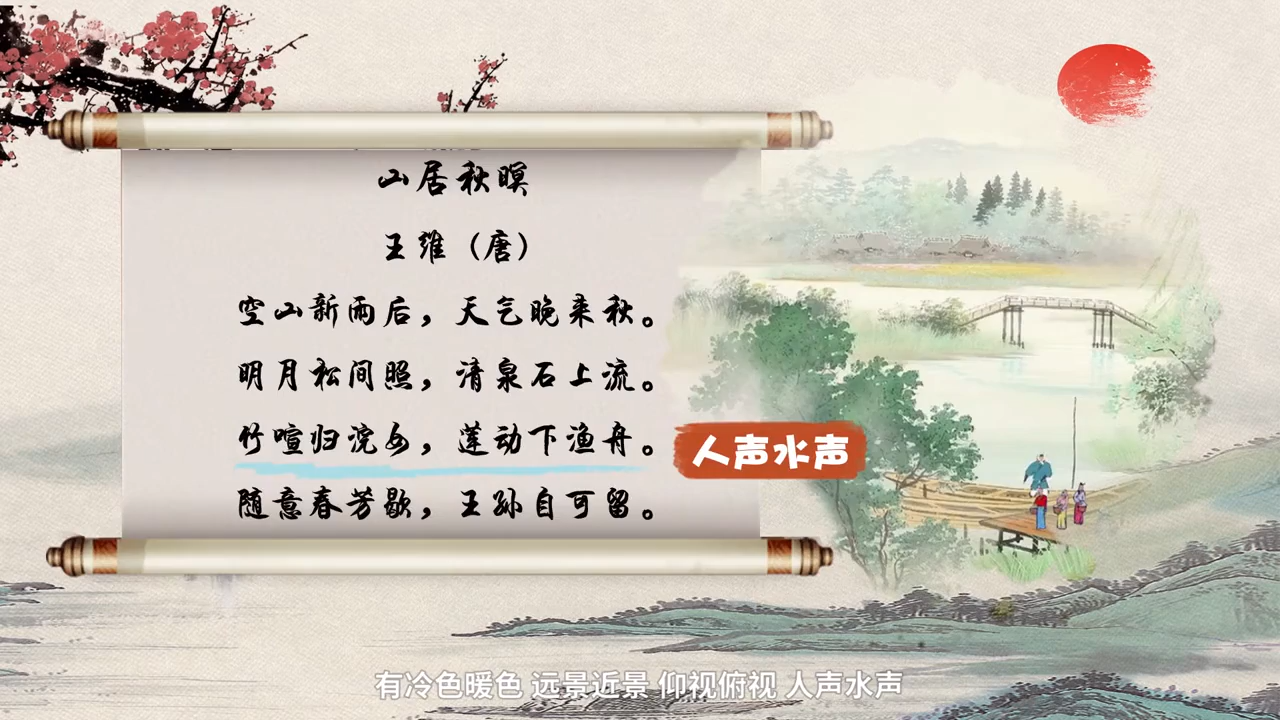 山居秋暝
王维（唐）
空山新雨后，天气晚来秋。
明月松间照，清泉石上流。
竹喧归浣女，莲动下渔舟。
人声水声
随意春芳歇，王孙自可留。
有冷色暖色 远景近景 仰视俯视 人声水声